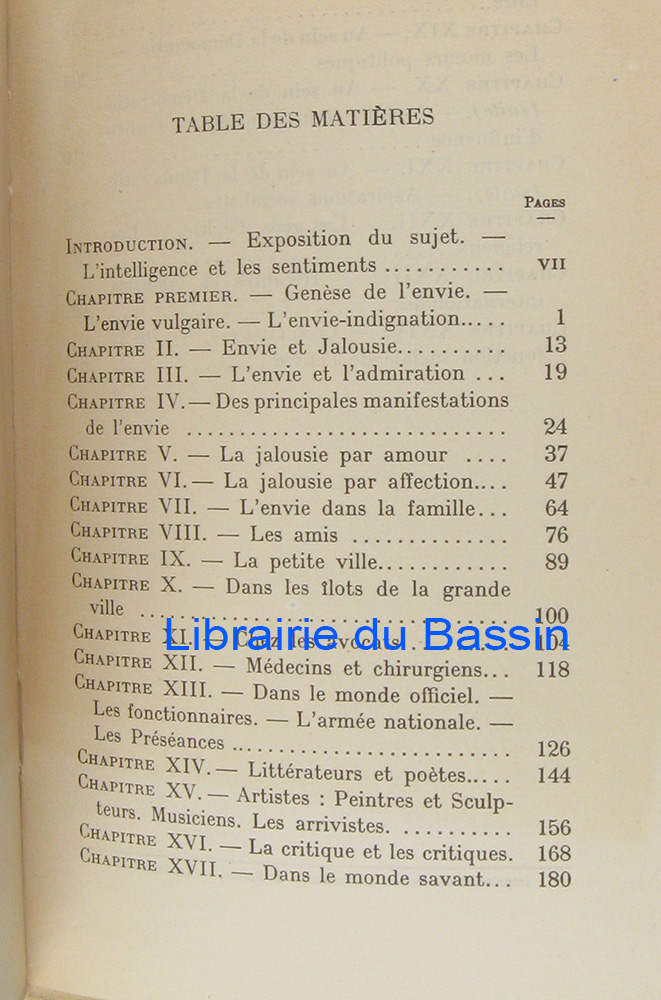 TABLE DES MATIÈRES
PAGES
INTRODUCTION. — Exposition du sujet. —
L'intelligence et les sentiments ........... VII
CHAPITRE PREMIER. — Genèse de l'envie. —
L'envie vulgaire. — L'envie-indignation..... 1
CHAPITRE II. — Envie et Jalousie.......... 13
CHAPITRE III. — L'envie et l'admiration ... 19
CHAPITRE IV. — Des principales manifestations
de l'envie .............................. 24
CHAPITRE V. — La jalousie par amour .... 37
CHAPITRE VI. — La jalousie par affection.... 47
CHAPITRE VII. — L'envie dans la famille... 64
CHAPITRE VIII. — Les amis .............. 76
CHAPITRE IX. — La petite ville............ 89
CHAPITRE X. — Dans les îlots de la grande
ville .................................. 100
CHAPITRE XI. — Chez les avocats.......... 104
Librairie du Bassin
CHAPITRE XII. — Médecins et chirurgiens... 118
CHAPITRE XIII. — Dans le monde officiel. —
Les fonctionnaires. — L'armée nationale. —
Les Préséances ........................... 126
CHAPITRE XIV. — Littérateurs et poètes..... 144
CHAPITRE XV. — Artistes : Peintres et Sculp-
teurs. Musiciens. Les arrivistes. .......... 156
CHAPITRE XVI. — La critique et les critiques. 168
CHAPITRE XVII. — Dans le monde savant... 180